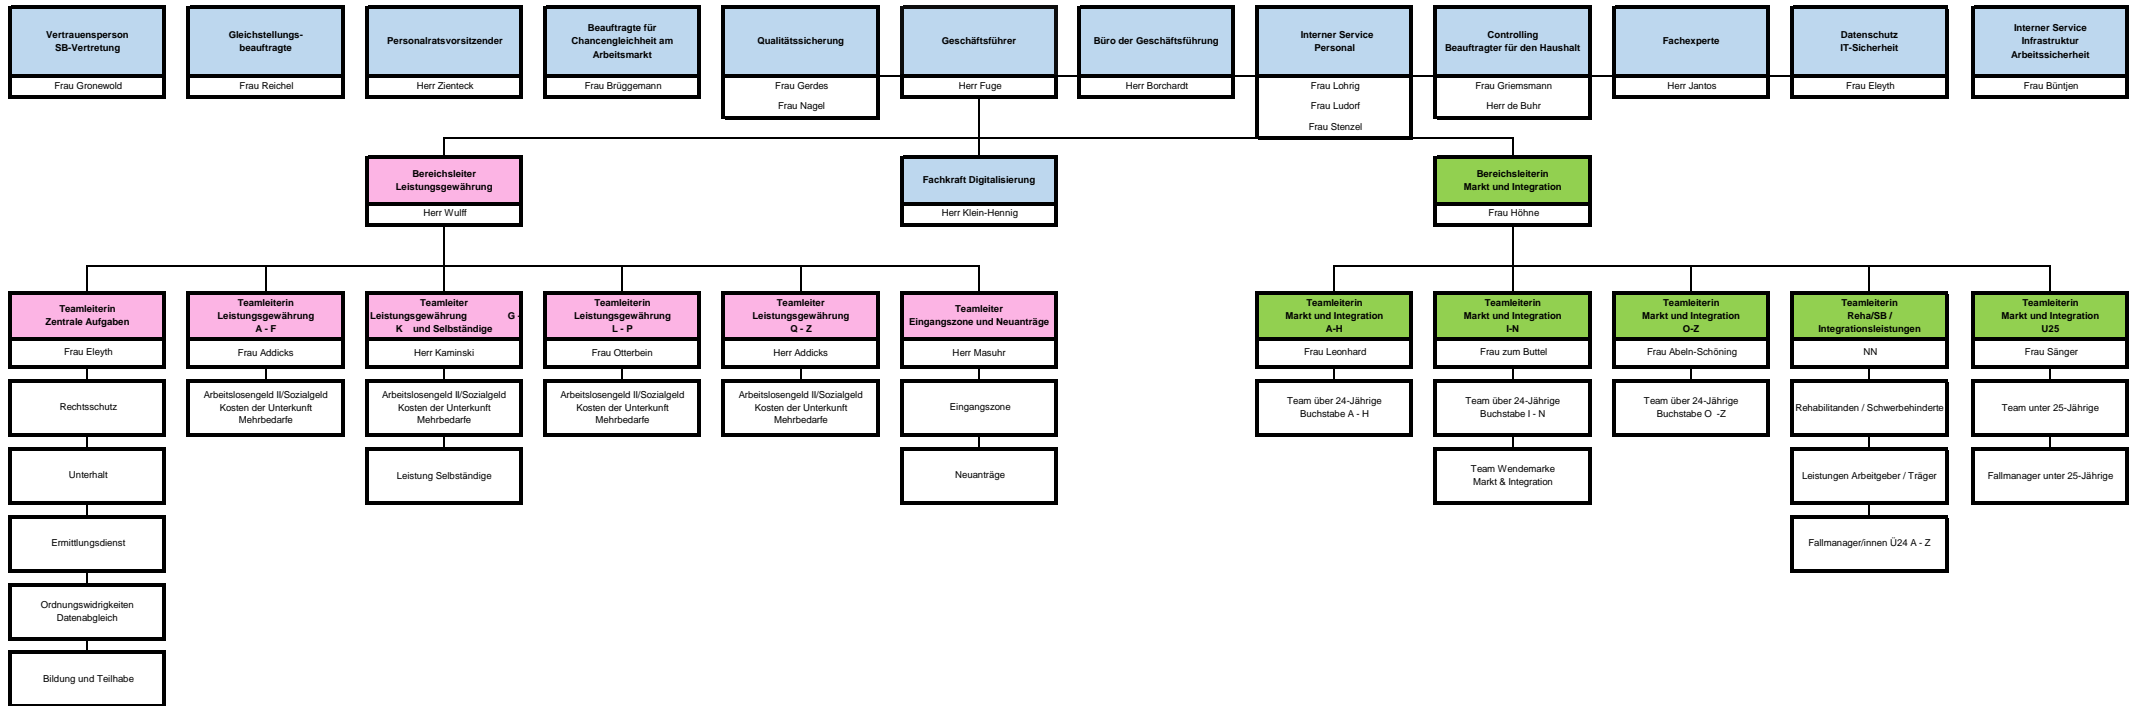 Vertrauensperson
SB-Vertretung
Frau Gronewold
Gleichstellungs-
beauftragte
Frau Reichel
Personalratsvorsitzender
Herr Zienteck
Beauftragte für
Chancengleichheit am
Arbeitsmarkt
Frau Brüggemann
Qualitätssicherung
Frau Gerdes
Frau Nagel
Geschäftsführer
Herr Fuge
Büro der Geschäftsführung
Herr Borchardt
Interner Service
Personal
Frau Lohrig
Frau Ludorf
Frau Stenzel
Controlling
Beauftragter für den Haushalt
Frau Griemsmann
Herr de Buhr
Fachexperte
Herr Jantos
Datenschutz
IT-Sicherheit
Frau Eleyth
Interner Service
Infrastruktur
Arbeitssicherheit
Frau Büntjen
Bereichsleiter
Leistungsgewährung
Herr Wulff
Fachkraft Digitalisierung
Herr Klein-Hennig
Bereichsleiterin
Markt und Integration
Frau Höhne
Teamleiterin
Zentrale Aufgaben
Frau Eleyth
Rechtsschutz
Unterhalt
Ermittlungsdienst
Ordnungswidrigkeiten
Datenabgleich
Bildung und Teilhabe
Teamleiterin
Leistungsgewährung
A - F
Frau Addicks
Arbeitslosengeld II/Sozialgeld
Kosten der Unterkunft
Mehrbedarfe
Teamleiter
Leistungsgewährung G -
K und Selbständige
Herr Kaminski
Arbeitslosengeld II/Sozialgeld
Kosten der Unterkunft
Mehrbedarfe
Leistung Selbständige
Teamleiterin
Leistungsgewährung
L - P
Frau Otterbein
Arbeitslosengeld II/Sozialgeld
Kosten der Unterkunft
Mehrbedarfe
Teamleiter
Leistungsgewährung
Q - Z
Herr Addicks
Arbeitslosengeld II/Sozialgeld
Kosten der Unterkunft
Mehrbedarfe
Teamleiter
Eingangszone und Neuanträge
Herr Masuhr
Eingangszone
Neuanträge
Teamleiterin
Markt und Integration
A-H
Frau Leonhard
Team über 24-Jährige
Buchstabe A - H
Teamleiterin
Markt und Integration
I-N
Frau zum Buttel
Team über 24-Jährige
Buchstabe I - N
Team Wendemarke
Markt & Integration
Teamleiterin
Markt und Integration
O-Z
Frau Abeln-Schöning
Team über 24-Jährige
Buchstabe O -Z
Teamleiterin
Reha/SB /
Integrationsleistungen
NN
Rehabilitanden / Schwerbehinderte
Leistungen Arbeitgeber / Träger
Fallmanager/innen Ü24 A - Z
Teamleiterin
Markt und Integration
U25
Frau Sänger
Team unter 25-Jährige
Fallmanager unter 25-Jährige